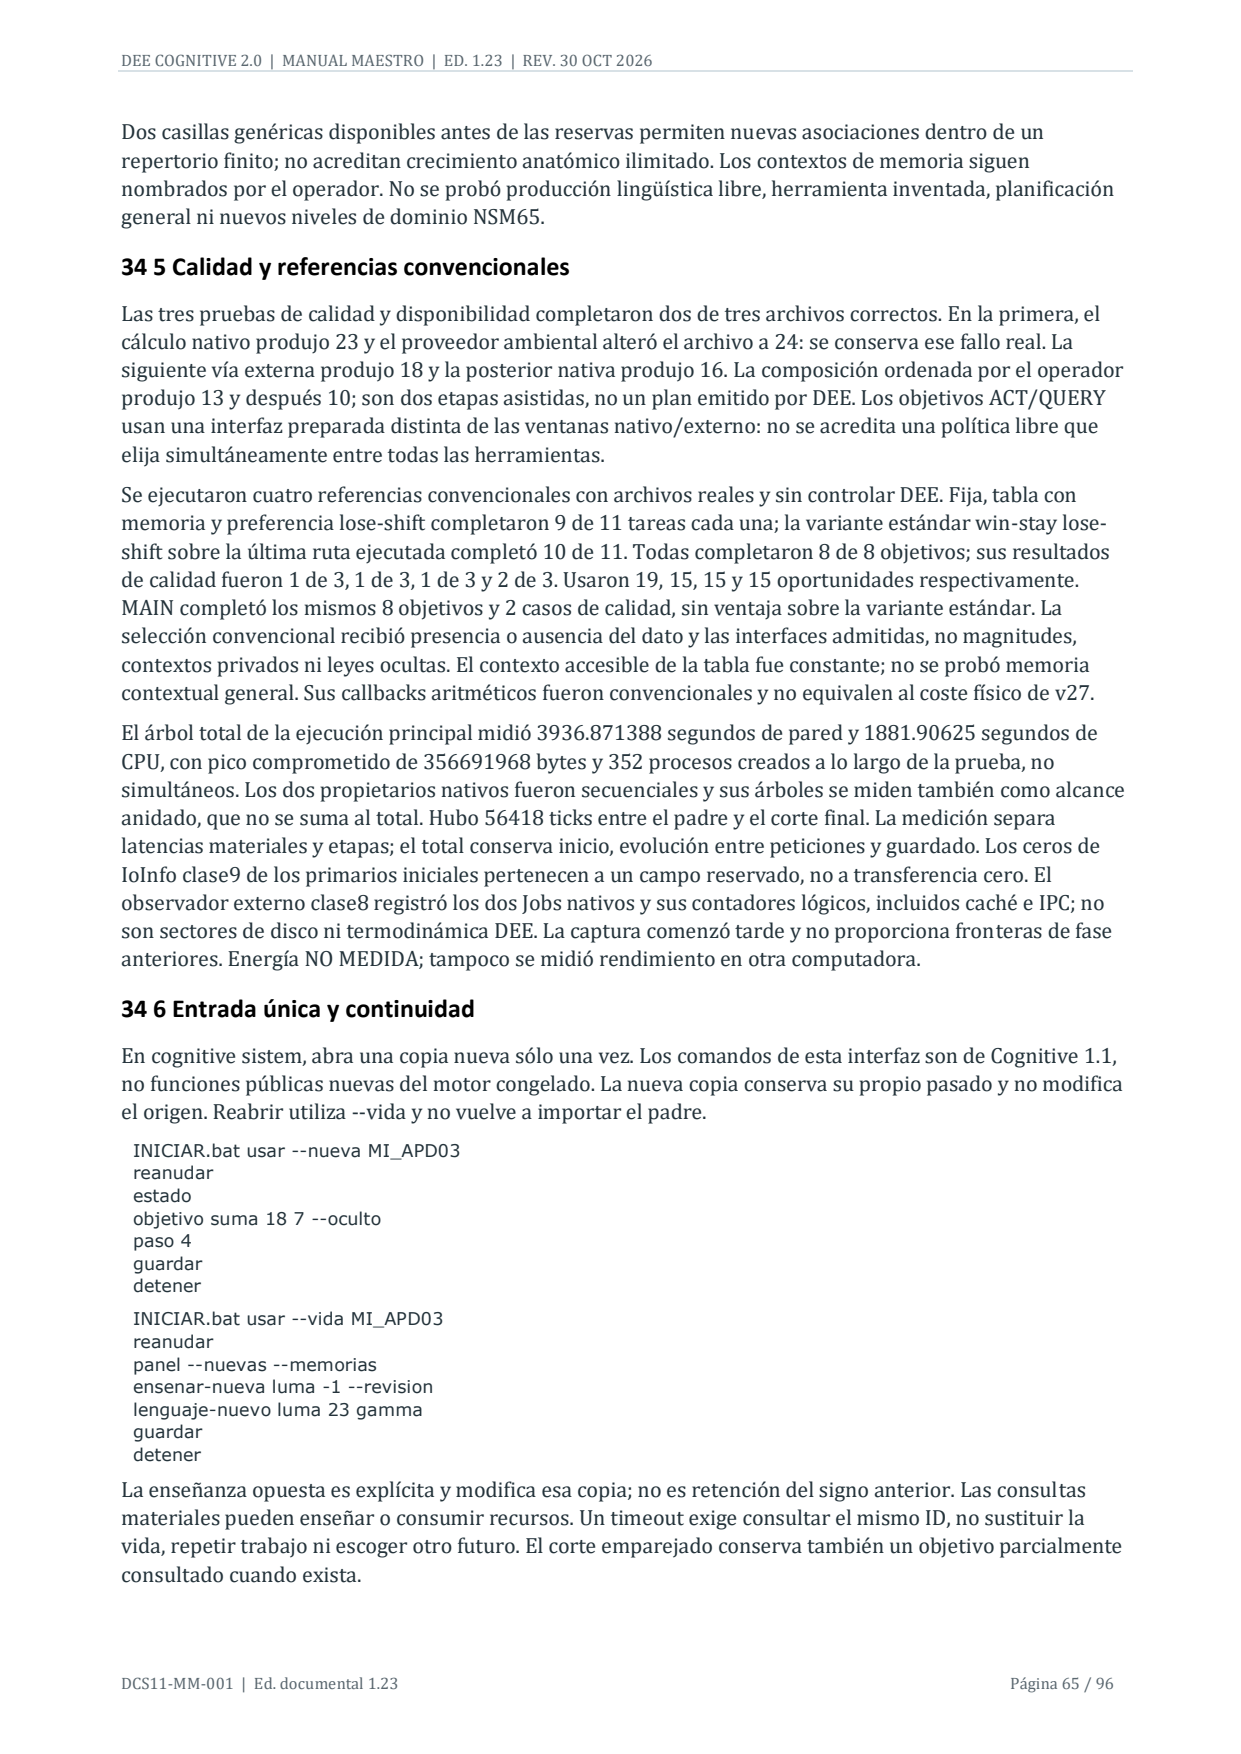 DEE COGNITIVE 2.0 | MANUAL MAESTRO | ED. 1.23 | REV. 30 OCT 2026
Dos casillas genéricas disponibles antes de las reservas permiten nuevas asociaciones dentro de un
repertorio finito; no acreditan crecimiento anatómico ilimitado. Los contextos de memoria siguen
nombrados por el operador. No se probó producción lingüística libre, herramienta inventada, planificación
general ni nuevos niveles de dominio NSM65.
34 5 Calidad y referencias convencionales
Las tres pruebas de calidad y disponibilidad completaron dos de tres archivos correctos. En la primera, el
cálculo nativo produjo 23 y el proveedor ambiental alteró el archivo a 24: se conserva ese fallo real. La
siguiente vía externa produjo 18 y la posterior nativa produjo 16. La composición ordenada por el operador
produjo 13 y después 10; son dos etapas asistidas, no un plan emitido por DEE. Los objetivos ACT/QUERY
usan una interfaz preparada distinta de las ventanas nativo/externo: no se acredita una política libre que
elija simultáneamente entre todas las herramientas.
Se ejecutaron cuatro referencias convencionales con archivos reales y sin controlar DEE. Fija, tabla con
memoria y preferencia lose-shift completaron 9 de 11 tareas cada una; la variante estándar win-stay lose-
shift sobre la última ruta ejecutada completó 10 de 11. Todas completaron 8 de 8 objetivos; sus resultados
de calidad fueron 1 de 3, 1 de 3, 1 de 3 y 2 de 3. Usaron 19, 15, 15 y 15 oportunidades respectivamente.
MAIN completó los mismos 8 objetivos y 2 casos de calidad, sin ventaja sobre la variante estándar. La
selección convencional recibió presencia o ausencia del dato y las interfaces admitidas, no magnitudes,
contextos privados ni leyes ocultas. El contexto accesible de la tabla fue constante; no se probó memoria
contextual general. Sus callbacks aritméticos fueron convencionales y no equivalen al coste físico de v27.
El árbol total de la ejecución principal midió 3936.871388 segundos de pared y 1881.90625 segundos de
CPU, con pico comprometido de 356691968 bytes y 352 procesos creados a lo largo de la prueba, no
simultáneos. Los dos propietarios nativos fueron secuenciales y sus árboles se miden también como alcance
anidado, que no se suma al total. Hubo 56418 ticks entre el padre y el corte final. La medición separa
latencias materiales y etapas; el total conserva inicio, evolución entre peticiones y guardado. Los ceros de
IoInfo clase9 de los primarios iniciales pertenecen a un campo reservado, no a transferencia cero. El
observador externo clase8 registró los dos Jobs nativos y sus contadores lógicos, incluidos caché e IPC; no
son sectores de disco ni termodinámica DEE. La captura comenzó tarde y no proporciona fronteras de fase
anteriores. Energía NO MEDIDA; tampoco se midió rendimiento en otra computadora.
34 6 Entrada única y continuidad
En cognitive sistem, abra una copia nueva sólo una vez. Los comandos de esta interfaz son de Cognitive 1.1,
no funciones públicas nuevas del motor congelado. La nueva copia conserva su propio pasado y no modifica
el origen. Reabrir utiliza --vida y no vuelve a importar el padre.
INICIAR.bat usar --nueva MI_APD03
reanudar
estado
objetivo suma 18 7 --oculto
paso 4
guardar
detener
INICIAR.bat usar --vida MI_APD03
reanudar
panel --nuevas --memorias
ensenar-nueva luma -1 --revision
lenguaje-nuevo luma 23 gamma
guardar
detener
La enseñanza opuesta es explícita y modifica esa copia; no es retención del signo anterior. Las consultas
materiales pueden enseñar o consumir recursos. Un timeout exige consultar el mismo ID, no sustituir la
vida, repetir trabajo ni escoger otro futuro. El corte emparejado conserva también un objetivo parcialmente
consultado cuando exista.
DCS11-MM-001 | Ed. documental 1.23
Página 65 / 96